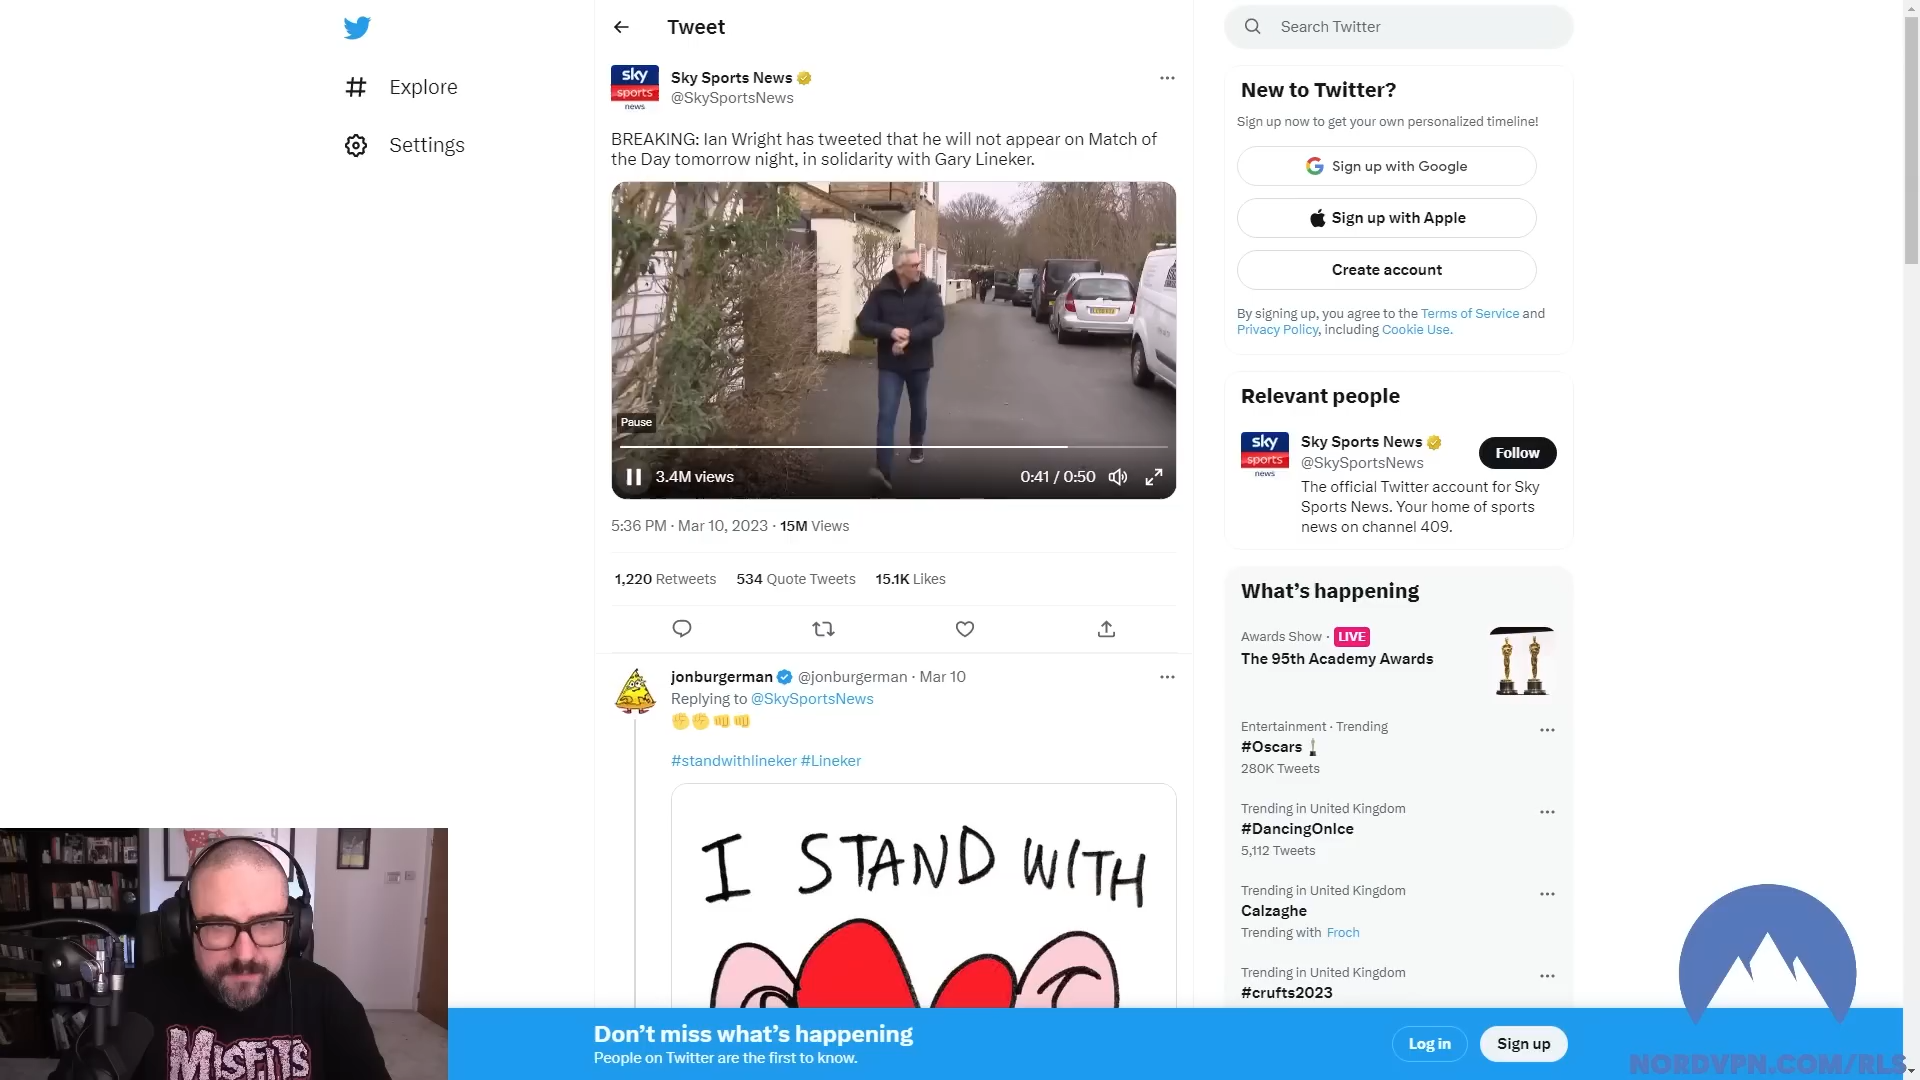 Explore
Settings
Tweet
sky
sports
news
Sky Sports News
@SkySportsNews
BREAKING: Ian Wright has tweeted that he will not appear on Match of
the Day tomorrow night, in solidarity with Gary Lineker.
Pause
3.4M views
0:41 / 0:50
5:36 PM · Mar 10, 2023 · 15M Views
1,220 Retweets 534 Quote Tweets 15.1K Likes
jonburgerman @jonburgerman · Mar 10
Replying to @SkySportsNews
#standwithlineker #Lineker
I STAND WITH
Search Twitter
New to Twitter?
Sign up now to get your own personalized timeline!
Sign up with Google
Sign up with Apple
Create account
By signing up, you agree to the Terms of Service and
Privacy Policy, including Cookie Use.
Relevant people
sky
sports
news
Sky Sports News
@SkySportsNews
Follow
The official Twitter account for Sky
Sports News. Your home of sports
news on channel 409.
What's happening
Awards Show · LIVE
The 95th Academy Awards
Entertainment · Trending
#Oscars
280K Tweets
Trending in United Kingdom
#DancingOnIce
5,112 Tweets
Trending in United Kingdom
Calzaghe
Trending with Froch
Trending in United Kingdom
#crufts2023
MISFITS
Don't miss what's happening
People on Twitter are the first to know.
Log in
Sign up
NORDVPN.COM/RLS